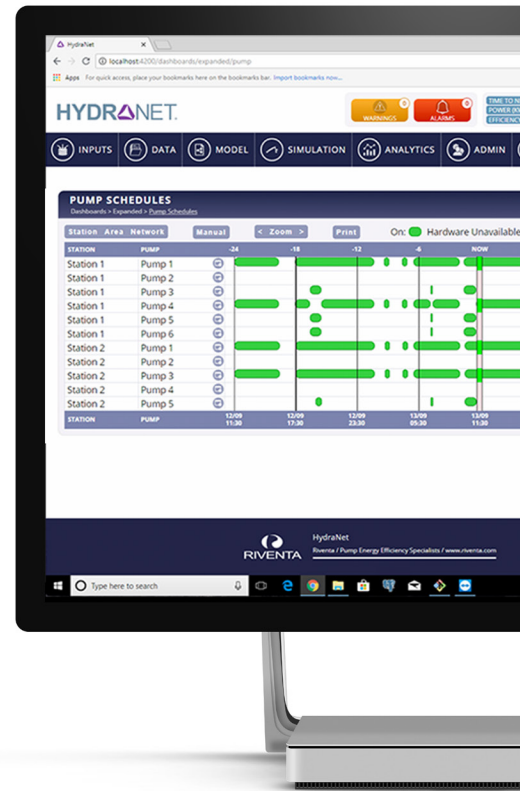 HydraNet
localhost:4200/dashboards/expanded/pump
Apps For quick access, place your bookmarks here on the bookmarks bar. Import bookmarks now...
HYDRANET.
0 WARNINGS
0 ALARMS
TIME TO N
POWER (K
EFFICIENCY
INPUTS DATA MODEL SIMULATION ANALYTICS ADMIN
PUMP SCHEDULES
Dashboards > Expanded > Pump Schedules
Station Area Network Manual < Zoom > Print On: Hardware Unavailable
STATION PUMP -24 -18 -12 -6 NOW
Station 1 Pump 1
Station 1 Pump 2
Station 1 Pump 3
Station 1 Pump 4
Station 1 Pump 5
Station 1 Pump 6
Station 2 Pump 1
Station 2 Pump 2
Station 2 Pump 3
Station 2 Pump 4
Station 2 Pump 5
STATION PUMP 12/09 12/09 12/09 13/09 13/09
11:30 17:30 23:30 05:30 11:30
RIVENTA
HydraNet
Riventa / Pump Energy Efficiency Specialists / www.riventa.com
Type here to search